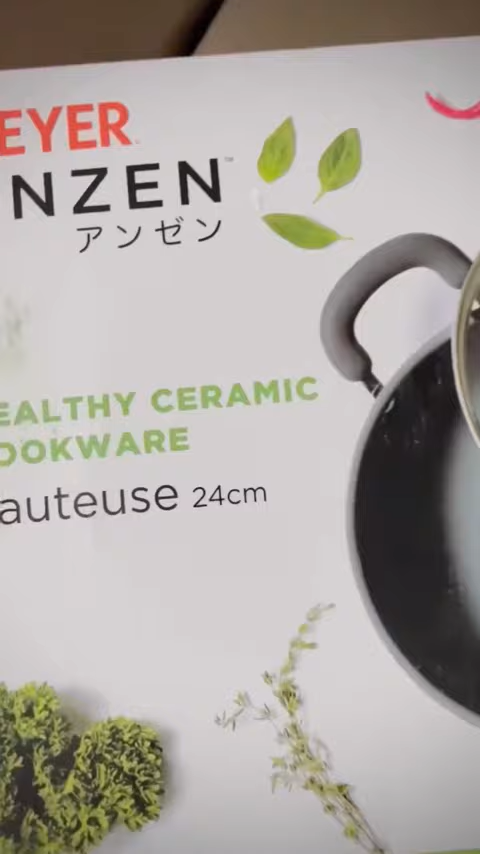 EYER
NZEN™
アンゼン
EALTHY CERAMIC
OOKWARE
auteuse 24cm